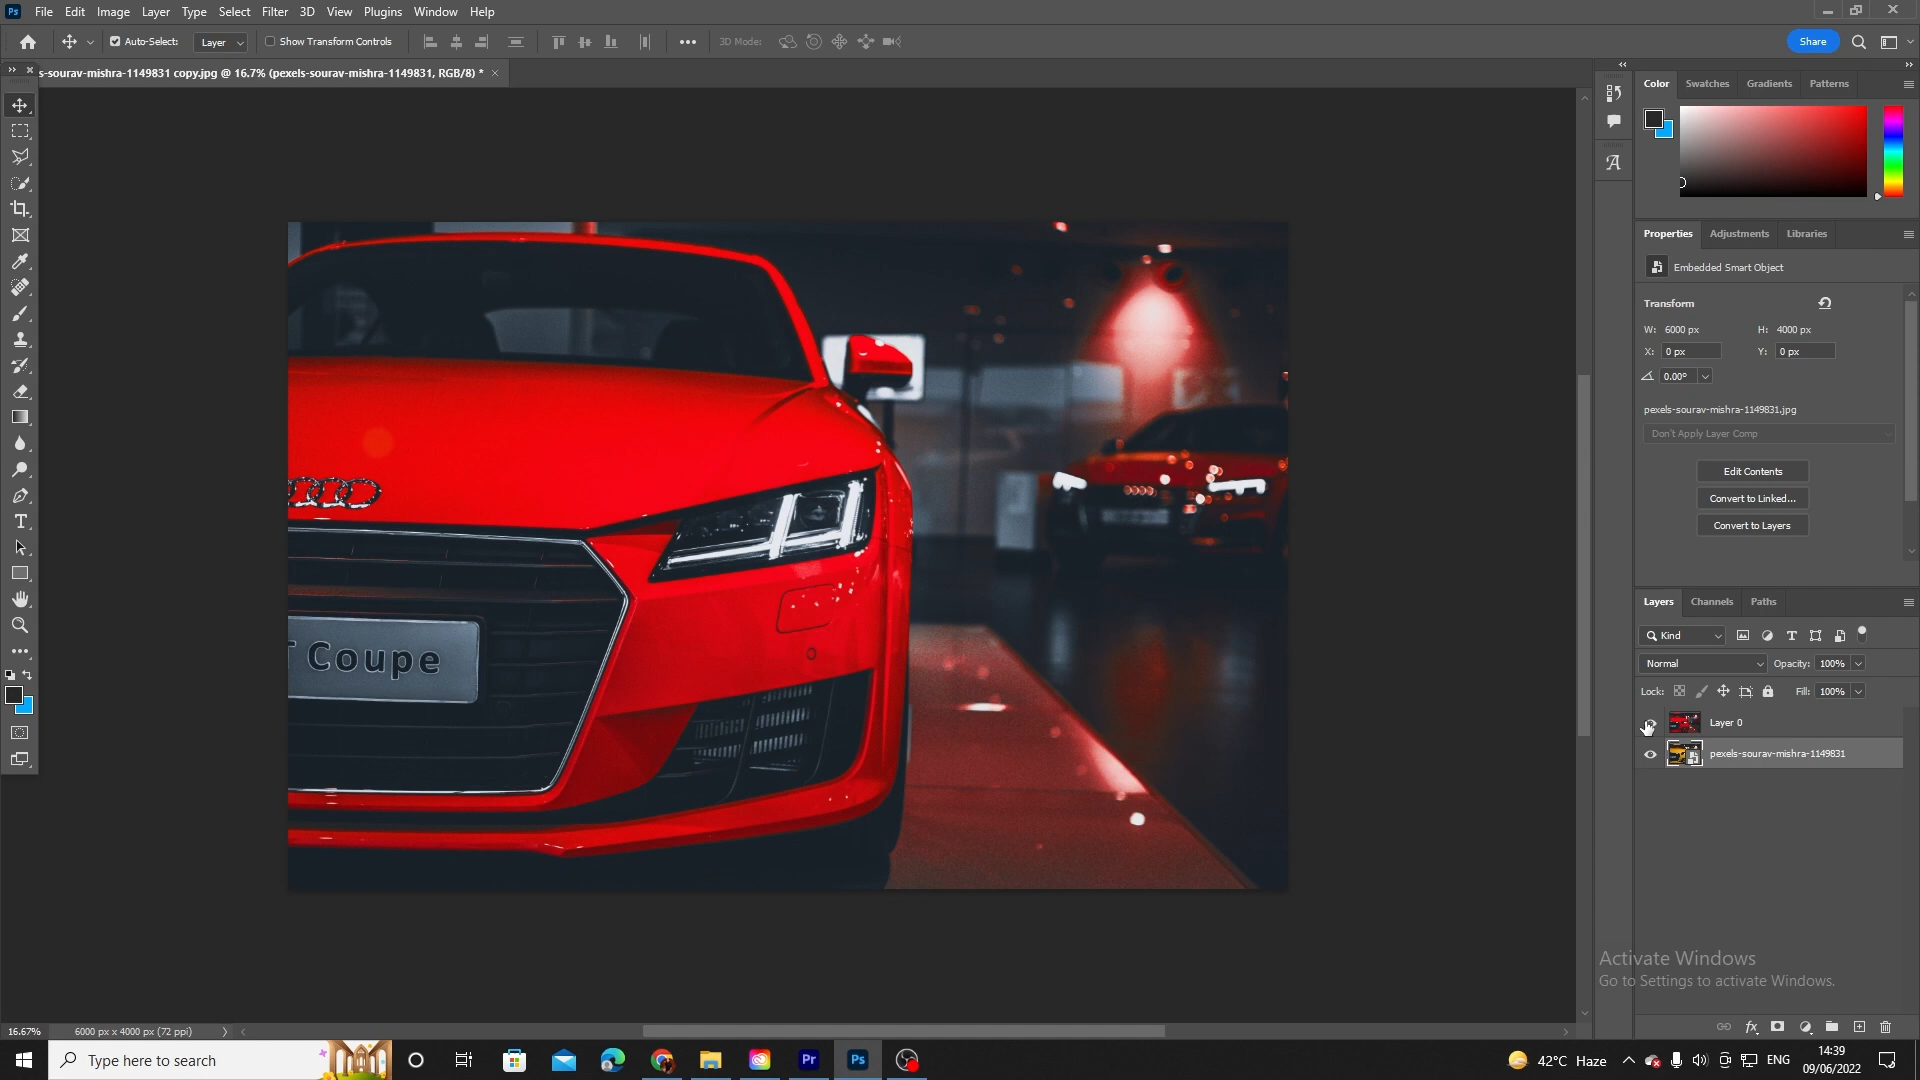 Ps File Edit Image Layer Type Select Filter 3D View Plugins Window Help
Auto-Select: Layer Show Transform Controls 3D Mode: Share
s-sourav-mishra-1149831 copy.jpg @ 16.7% (pexels-sourav-mishra-1149831, RGB/8) *
Color Swatches Gradients Patterns
Properties Adjustments Libraries
Embedded Smart Object
Transform
W: 6000 px H: 4000 px
X: 0 px Y: 0 px
0.00°
pexels-sourav-mishra-1149831.jpg
Don't Apply Layer Comp
Edit Contents
Convert to Linked...
Convert to Layers
Coupe
Layers Channels Paths
Kind
Normal Opacity: 100%
Lock: Fill: 100%
Layer 0
pexels-sourav-mishra-1149831
Activate Windows
Go to Settings to activate Windows.
16.67% 6000 px x 4000 px (72 ppi)
Type here to search Pr Ps 42°C Haze ENG 14:39
09/06/2022